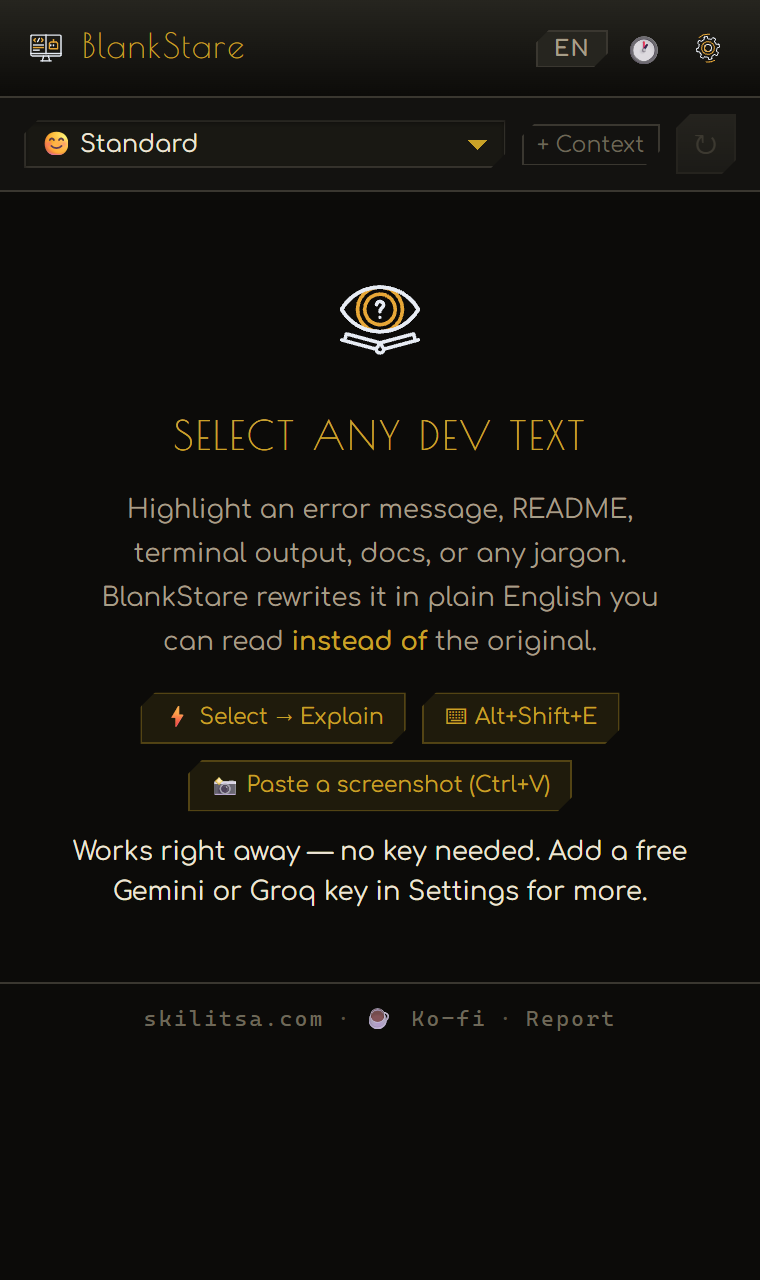 BlankStare
EN
😊 Standard
+ Context
↻
?
SELECT ANY DEV TEXT
Highlight an error message, README,
terminal output, docs, or any jargon.
BlankStare rewrites it in plain English you
can read instead of the original.
⚡ Select → Explain
⌨ Alt+Shift+E
📸 Paste a screenshot (Ctrl+V)
Works right away — no key needed. Add a free
Gemini or Groq key in Settings for more.
skilitsa.com · ☕ Ko-fi · Report